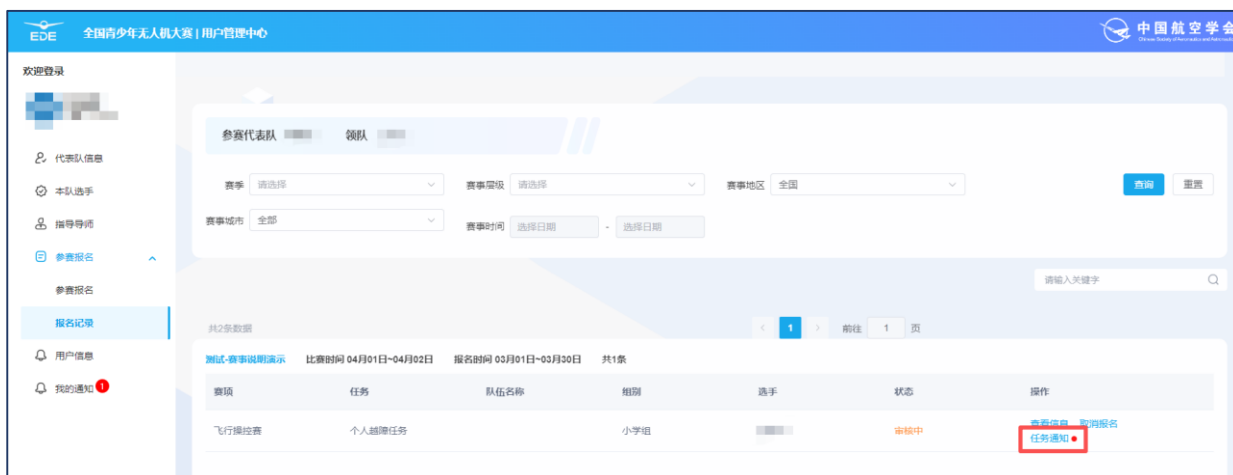 EDE 全国青少年无人机大赛 | 用户管理中心 中国航空学会
欢迎登录
参赛代表队 领队
代表队信息
赛季 请选择 赛事层级 请选择 赛事地区 全国 查询 重置
本队选手
赛事城市 全部 赛事时间 选择日期 - 选择日期
指导导师
参赛报名
请输入关键字
参赛报名
报名记录
共2条数据 < 1 > 前往 1 页
用户信息
测试-赛事说明演示 比赛时间 04月01日~04月02日 报名时间 03月01日~03月30日 共1条
我的通知 1
赛项 任务 队伍名称 组别 选手 状态 操作
飞行操控赛 个人越障任务 小学组 审核中 查看信息 取消报名
任务通知